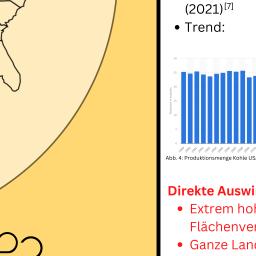 (2021)[7]
• Trend:
Abb. 4: Produktionsmenge Kohle US
Direkte Auswi
• Extrem hoh
Flächenver
• Ganze Land